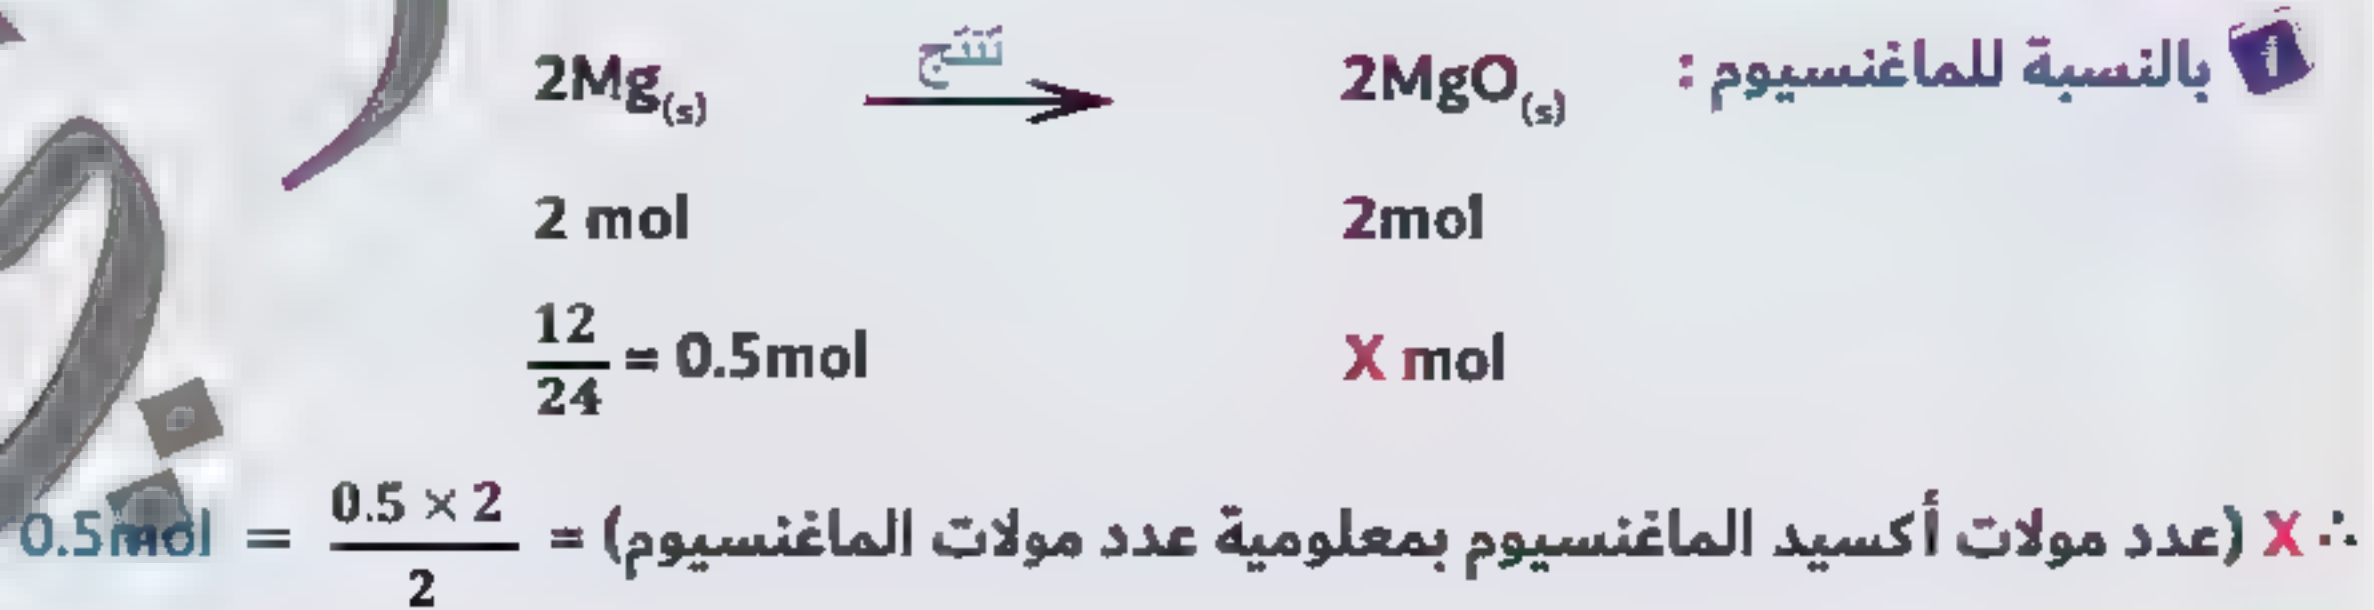 أ بالنسبة للماغنسيوم : 2Mg(s) تنتج ⟶ 2MgO(s)
2 mol 2mol
12/24 = 0.5mol X mol
∴ X (عدد مولات أكسيد الماغنسيوم بمعلومية عدد مولات الماغنسيوم) = 0.5 × 2 / 2 = 0.5mol